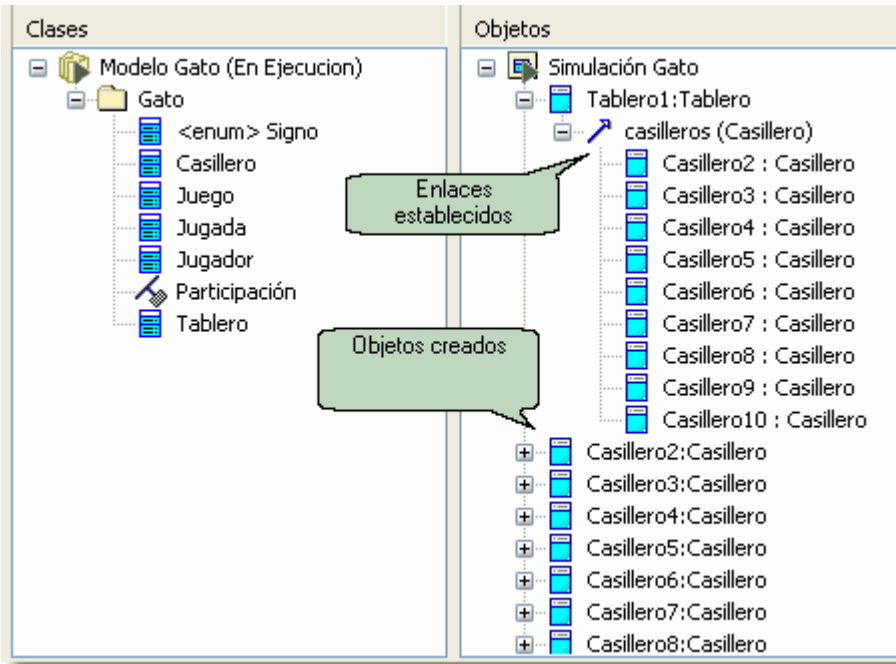 Clases
Modelo Gato (En Ejecucion)
Gato
<enum> Signo
Casillero
Juego
Jugada
Jugador
Participación
Tablero
Objetos
Simulación Gato
Tablero1:Tablero
casilleros (Casillero)
Casillero2 : Casillero
Casillero3 : Casillero
Casillero4 : Casillero
Casillero5 : Casillero
Casillero6 : Casillero
Casillero7 : Casillero
Casillero8 : Casillero
Casillero9 : Casillero
Casillero10 : Casillero
Casillero2:Casillero
Casillero3:Casillero
Casillero4:Casillero
Casillero5:Casillero
Casillero6:Casillero
Casillero7:Casillero
Casillero8:Casillero
Enlaces
establecidos
Objetos creados